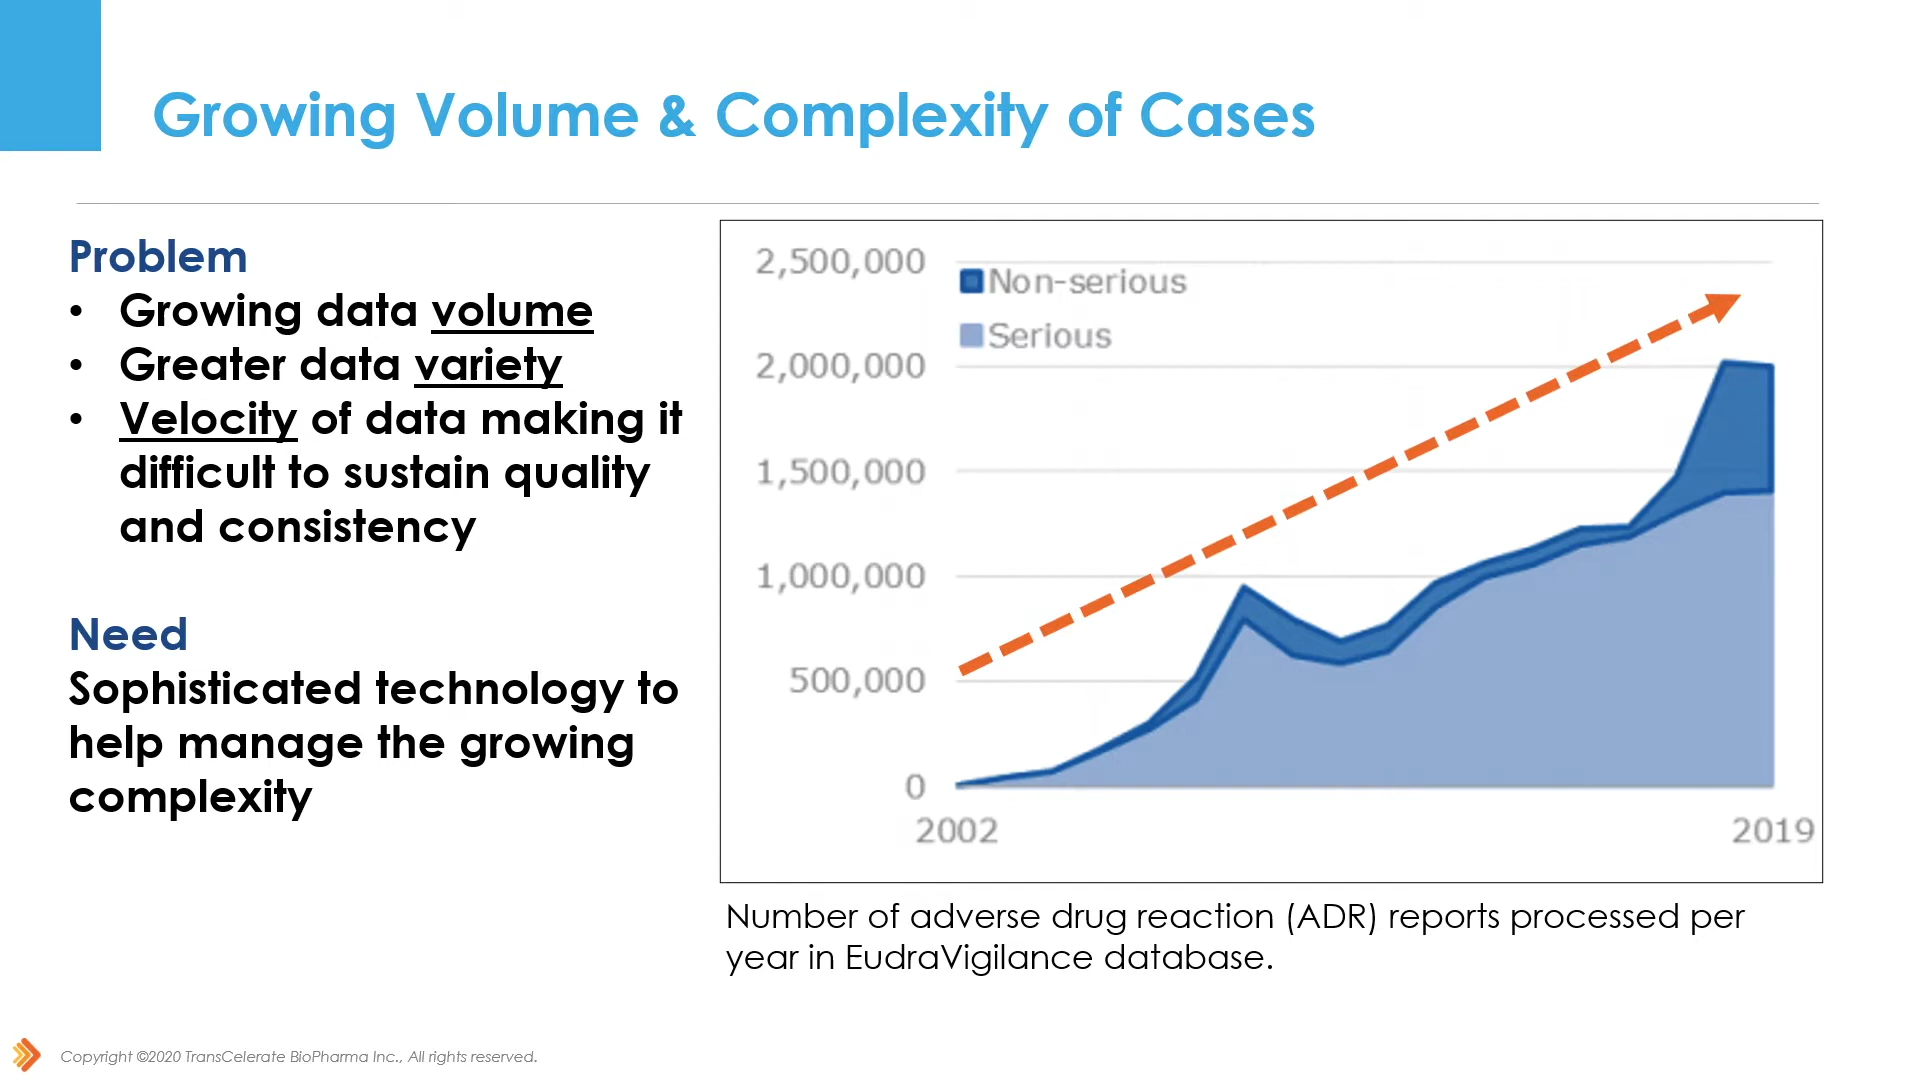 Growing Volume & Complexity of Cases
Problem
• Growing data volume
• Greater data variety
• Velocity of data making it
difficult to sustain quality
and consistency
Need
Sophisticated technology to
help manage the growing
complexity
2,500,000
Non-serious
Serious
2,000,000
1,500,000
1,000,000
500,000
0
2002
2019
Number of adverse drug reaction (ADR) reports processed per
year in EudraVigilance database.
Copyright ©2020 TransCelerate BioPharma Inc., All rights reserved.